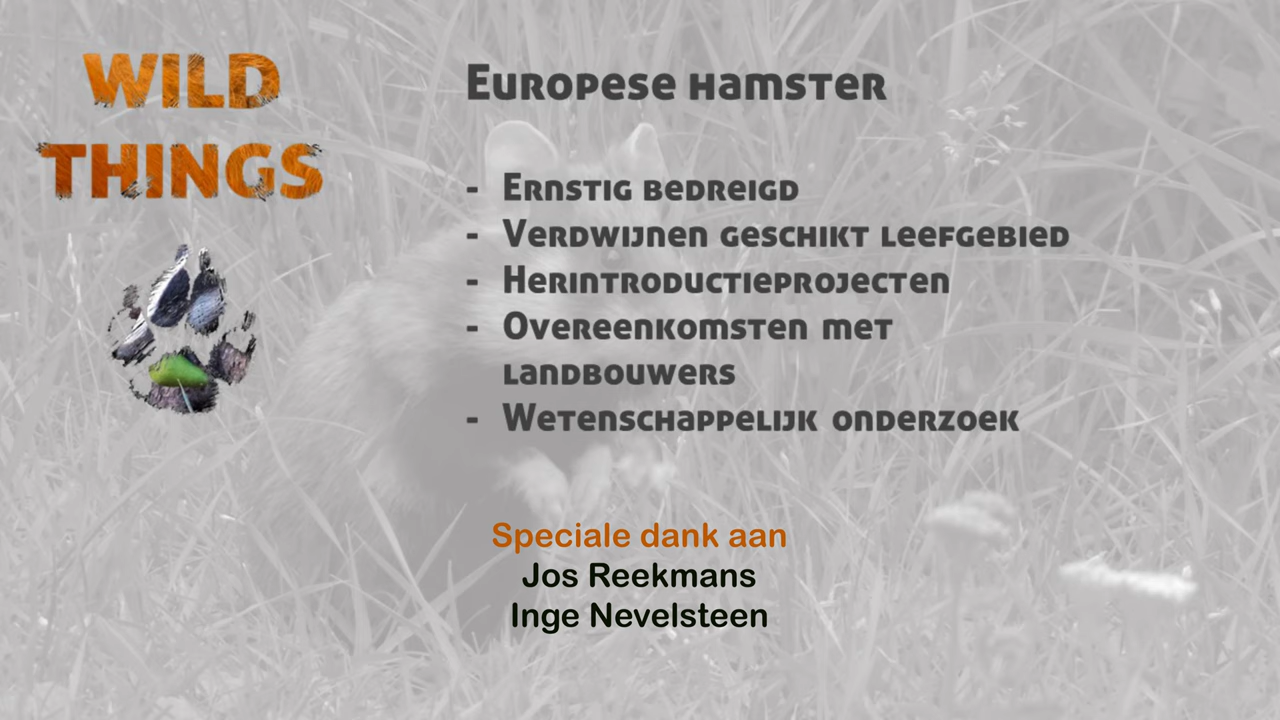 WILD
THINGS
Europese hamster
- Ernstig bedreigd
- Verdwijnen geschikt leefgebied
- Herintroductieprojecten
- Overeenkomsten met
landbouwers
- Wetenschappelijk onderzoek
Speciale dank aan
Jos Reekmans
Inge Nevelsteen